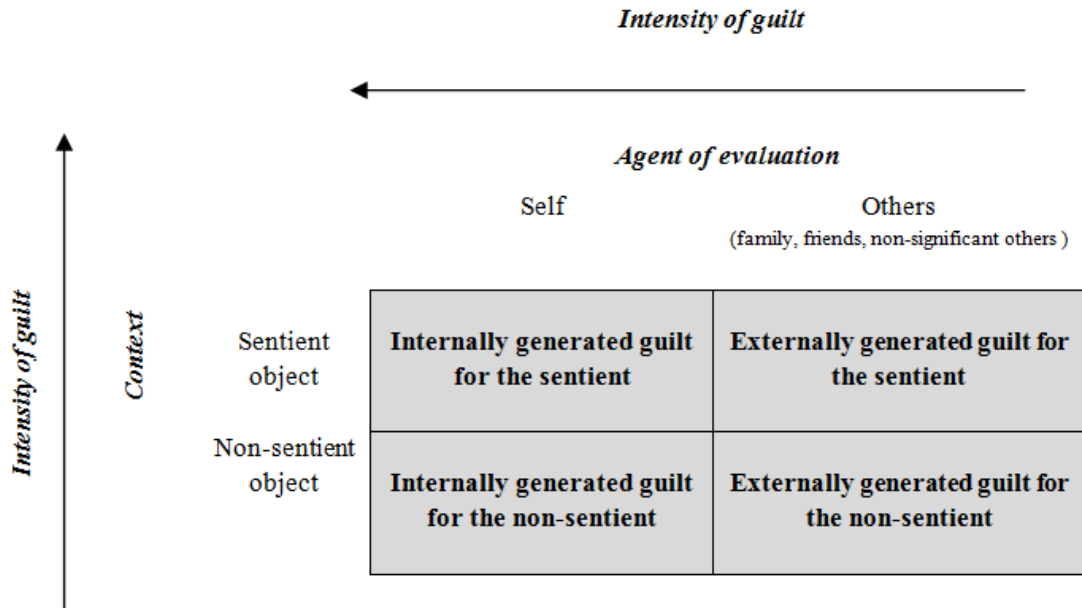 Intensity of guilt
Agent of evaluation
Self
Others
(family, friends, non-significant others )
Intensity of guilt
Context
Sentient
object
Internally generated guilt
for the sentient
Externally generated guilt for
the sentient
Non-sentient
object
Internally generated guilt
for the non-sentient
Externally generated guilt for
the non-sentient